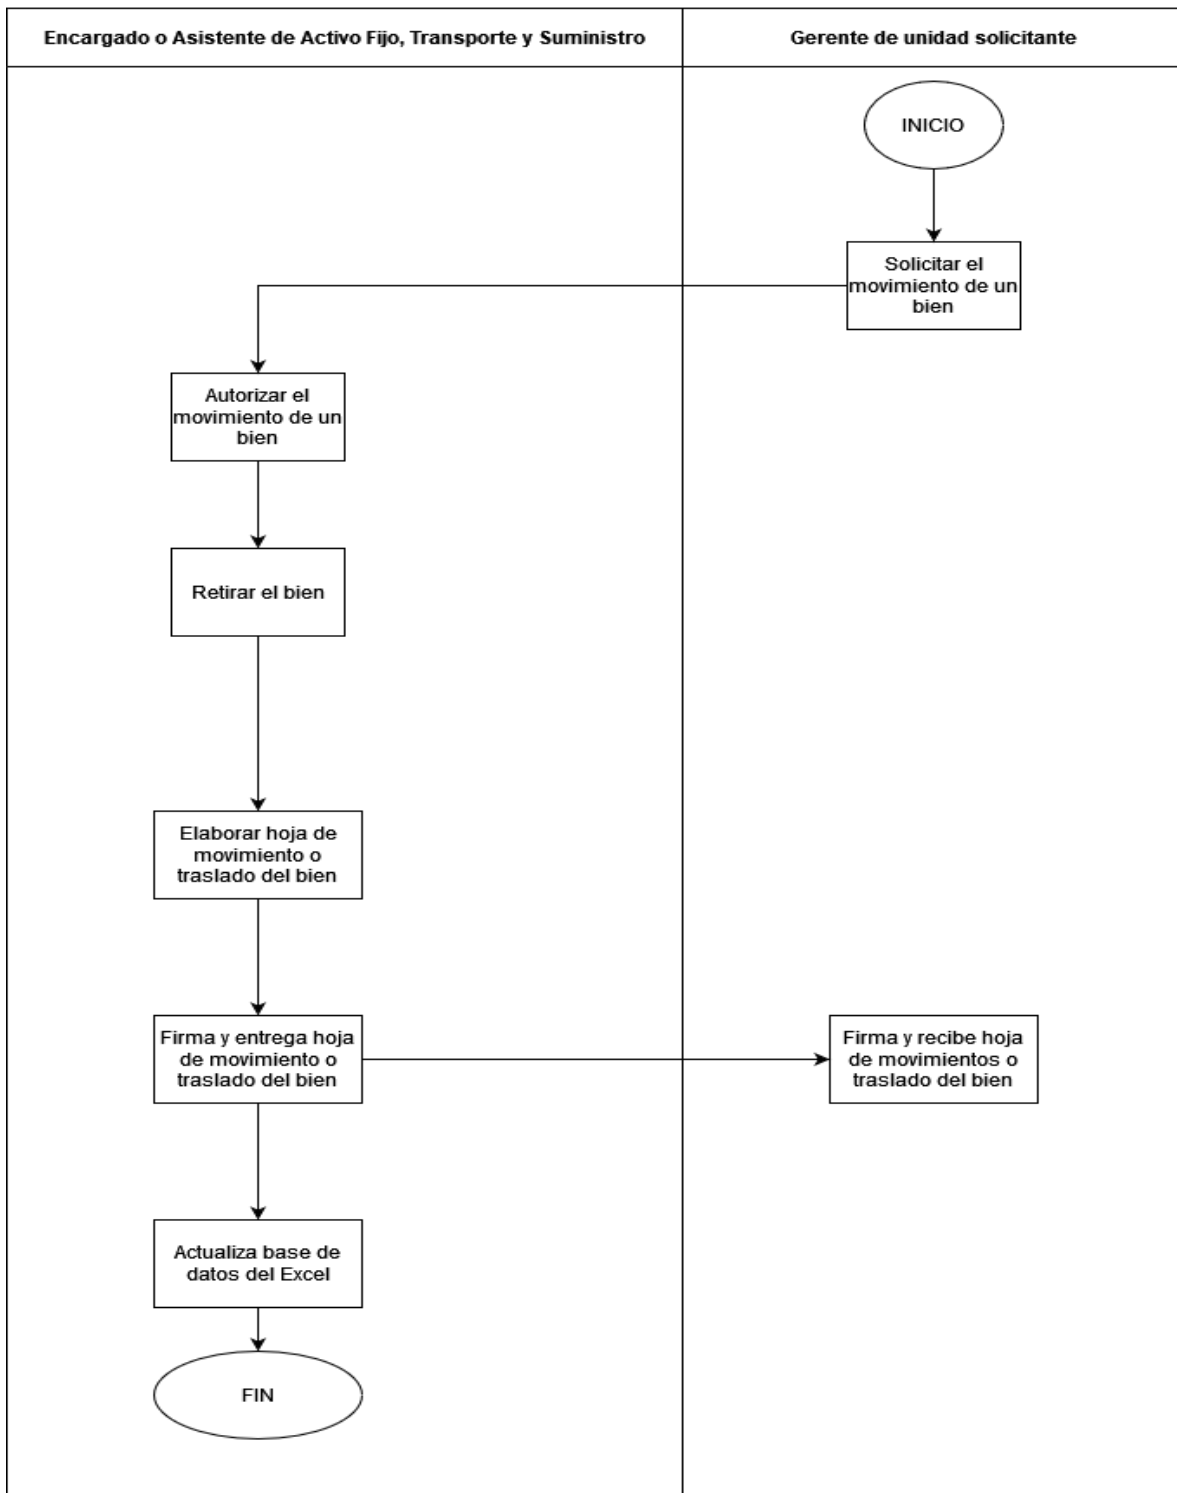 Encargado o Asistente de Activo Fijo, Transporte y Suministro
Gerente de unidad solicitante
INICIO
Solicitar el
movimiento de un
bien
Autorizar el
movimiento de un
bien
Retirar el bien
Elaborar hoja de
movimiento o
traslado del bien
Firma y entrega hoja
de movimiento o
traslado del bien
Firma y recibe hoja
de movimientos o
traslado del bien
Actualiza base de
datos del Excel
FIN